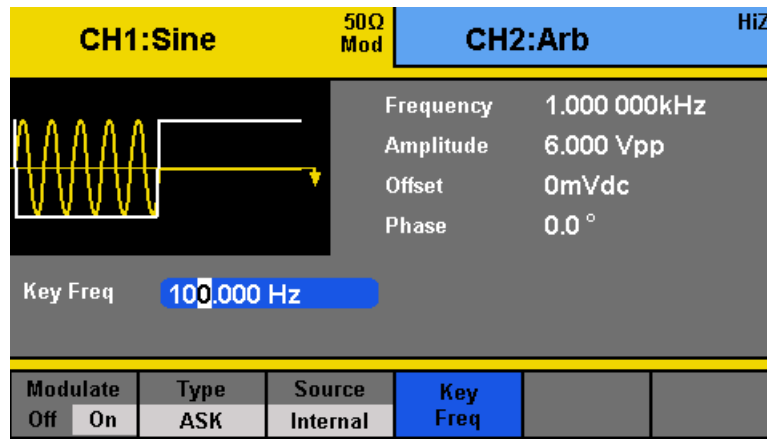 CH1:Sine 50Ω Mod CH2:Arb HiZ
Frequency 1.000 000kHz
Amplitude 6.000 Vpp
Offset 0mVdc
Phase 0.0 °
Key Freq 100.000 Hz
Modulate Type Source Key
Off On ASK Internal Freq